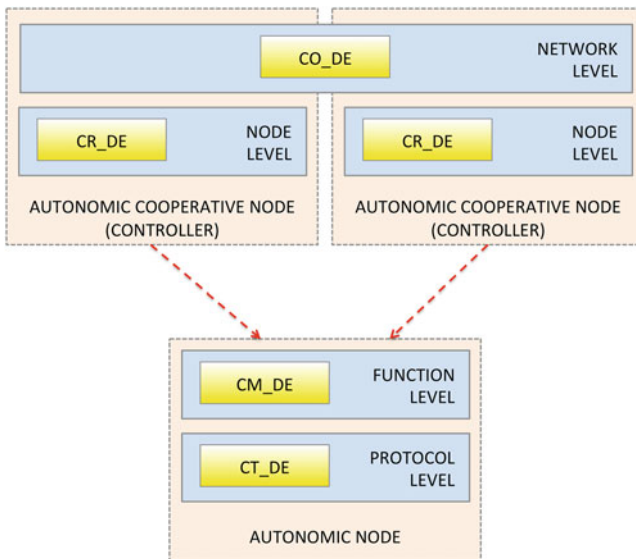 CO_DE
NETWORK
LEVEL
CR_DE
NODE
LEVEL
CR_DE
NODE
LEVEL
AUTONOMIC COOPERATIVE NODE
(CONTROLLER)
AUTONOMIC COOPERATIVE NODE
(CONTROLLER)
CM_DE
FUNCTION
LEVEL
CT_DE
PROTOCOL
LEVEL
AUTONOMIC NODE